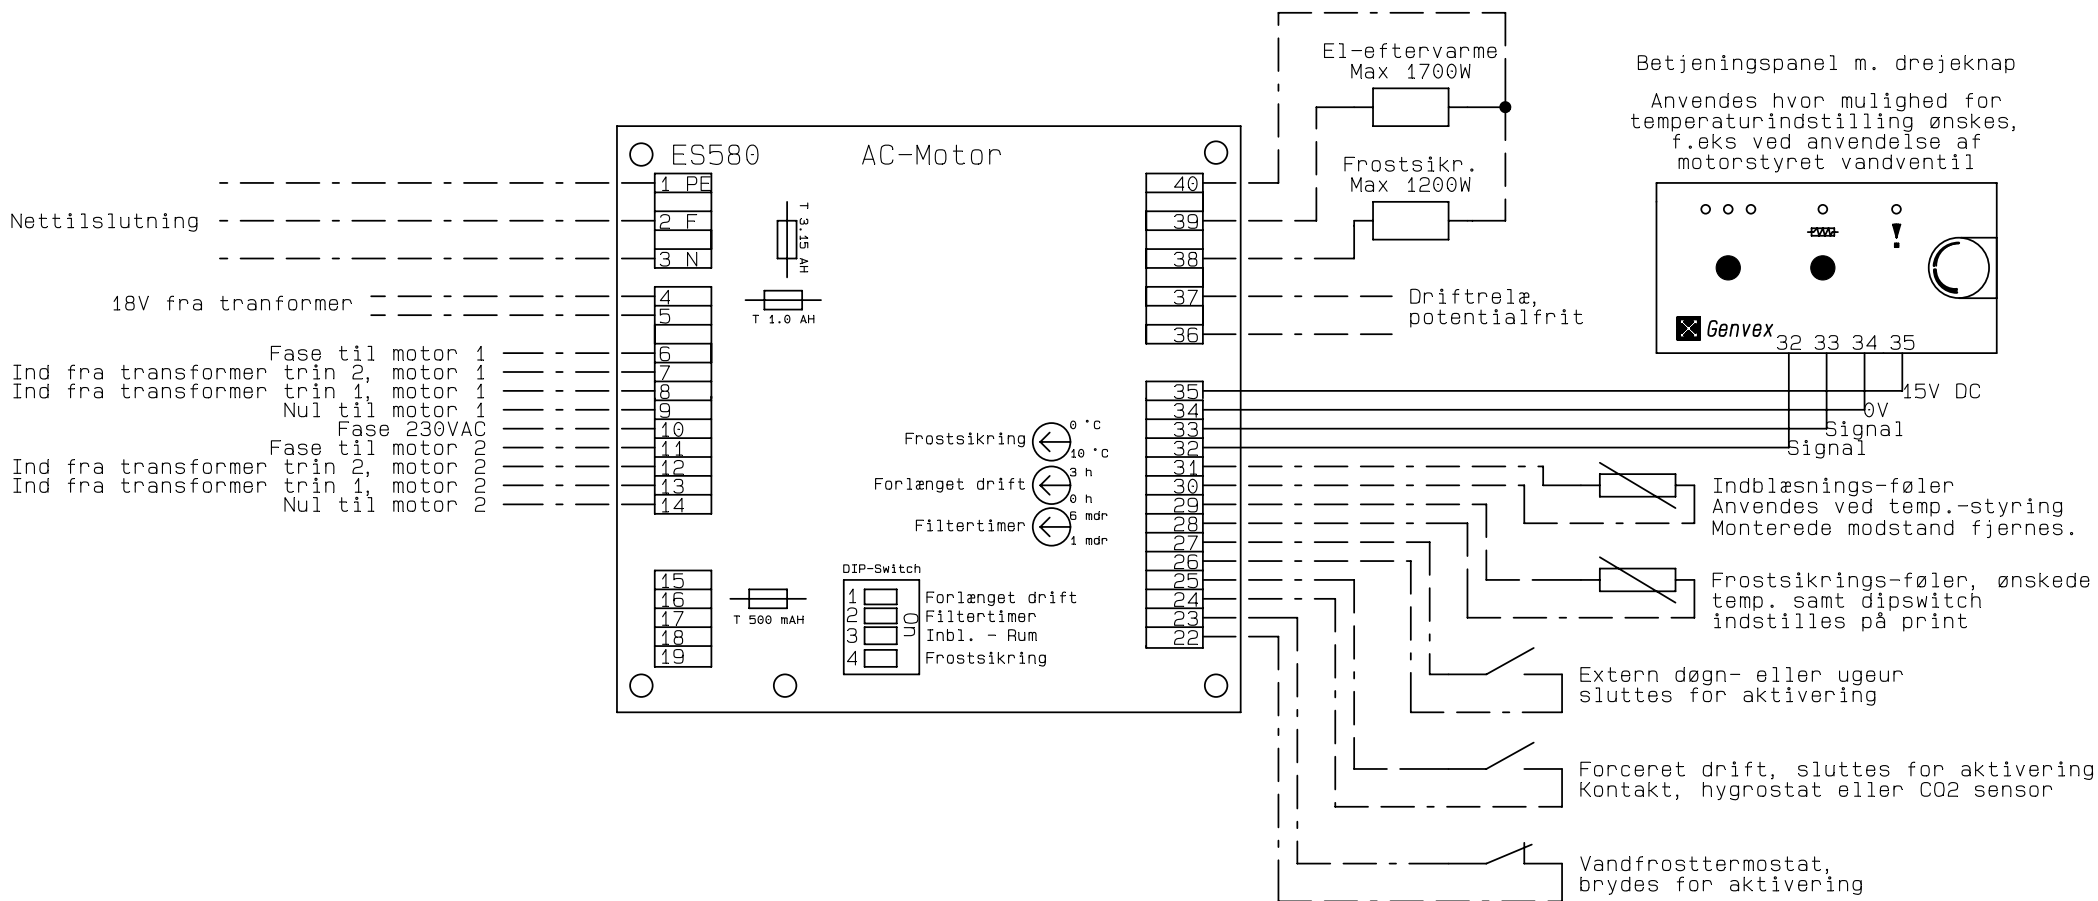 ES580
AC-Motor
Nettilslutning
18V fra tranformer
Fase til motor 1
Ind fra transformer trin 2, motor 1
Ind fra transformer trin 1, motor 1
Nul til motor 1
Fase 230VAC
Fase til motor 2
Ind fra transformer trin 2, motor 2
Ind fra transformer trin 1, motor 2
Nul til motor 2
1 PE
2 F
3 N
4
5
6
7
8
9
10
11
12
13
14
15
16
17
18
19
T 3.15 AH
T 1.0 AH
T 500 mAH
Frostsikring
0 °C
10 °C
Forlænget drift
3 h
0 h
Filtertimer
6 mdr
1 mdr
DIP-Switch
1 Forlænget drift
2 Filtertimer
3 Inbl. - Rum
4 Frostsikring
On
40
39
38
37
36
35
34
33
32
31
30
29
28
27
26
25
24
23
22
El-eftervarme
Max 1700W
Frostsikr.
Max 1200W
Driftrelæ,
potentialfrit
Betjeningspanel m. drejeknap
Anvendes hvor mulighed for
temperaturindstilling ønskes,
f.eks ved anvendelse af
motorstyret vandventil
Genvex
32 33 34 35
15V DC
0V
Signal
Signal
Indblæsnings-føler
Anvendes ved temp.-styring
Monterede modstand fjernes.
Frostsikrings-føler, ønskede
temp. samt dipswitch
indstilles på print
Extern døgn- eller ugeur
sluttes for aktivering
Forceret drift, sluttes for aktivering
Kontakt, hygrostat eller CO2 sensor
Vandfrosttermostat,
brydes for aktivering